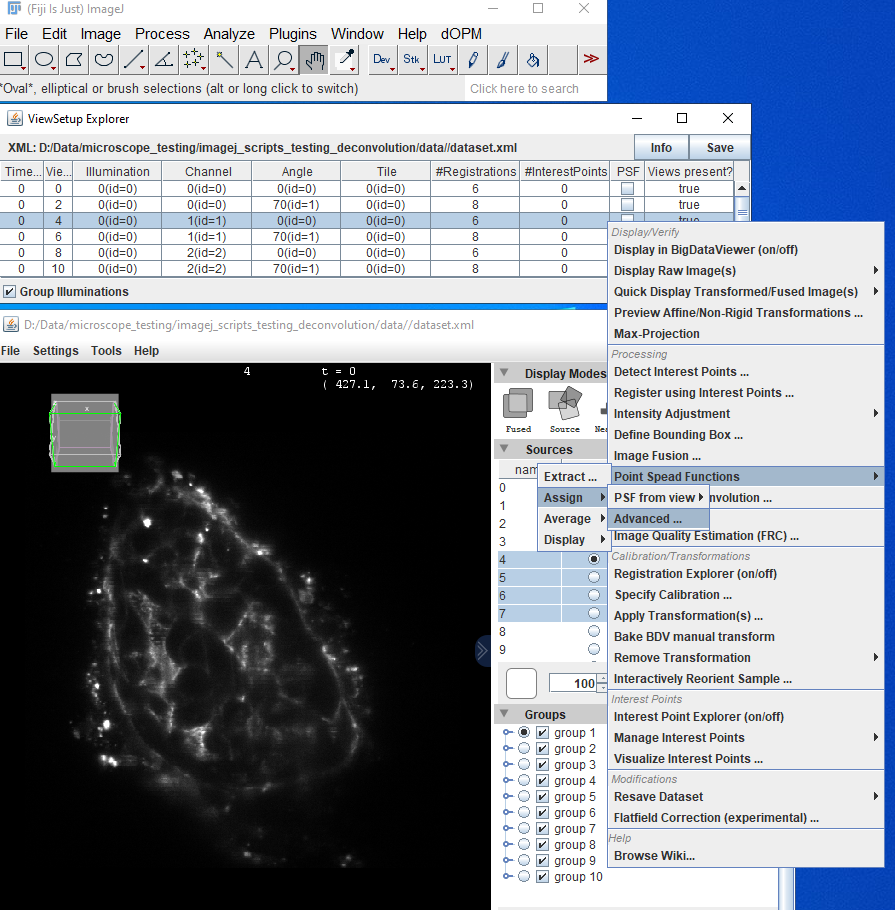 (Fiji Is Just) ImageJ
File Edit Image Process Analyze Plugins Window Help dOPM
Dev Stk LUT
*Oval*, elliptical or brush selections (alt or long click to switch) Click here to search
ViewSetup Explorer
XML: D:/Data/microscope_testing/imagej_scripts_testing_deconvolution/data//dataset.xml Info Save
Time... Vie... Illumination Channel Angle Tile #Registrations #InterestPoints PSF Views present?
0 0 0(id=0) 0(id=0) 0(id=0) 0(id=0) 6 0 true
0 2 0(id=0) 0(id=0) 70(id=1) 0(id=0) 8 0 true
0 4 0(id=0) 1(id=1) 0(id=0) 0(id=0) 6 0 true
0 6 0(id=0) 1(id=1) 70(id=1) 0(id=0) 8 0
0 8 0(id=0) 2(id=2) 0(id=0) 0(id=0) 6 0
0 10 0(id=0) 2(id=2) 70(id=1) 0(id=0) 8 0
Group Illuminations
D:/Data/microscope_testing/imagej_scripts_testing_deconvolution/data//dataset.xml
File Settings Tools Help
4 t = 0
( 427.1, 73.6, 223.3)
x
Display Modes
Fused Source
Sources
0
1
2
3
4
5
6
7
8
9
100
Groups
group 1
group 2
group 3
group 4
group 5
group 6
group 7
group 8
group 9
group 10
Extract ...
Assign
Average
Display
PSF from view
Advanced ...
Display/Verify
Display in BigDataViewer (on/off)
Display Raw Image(s)
Quick Display Transformed/Fused Image(s)
Preview Affine/Non-Rigid Transformations ...
Max-Projection
Processing
Detect Interest Points ...
Register using Interest Points ...
Intensity Adjustment
Define Bounding Box ...
Image Fusion ...
Point Spead Functions
nvolution ...
Image Quality Estimation (FRC) ...
Calibration/Transformations
Registration Explorer (on/off)
Specify Calibration ...
Apply Transformation(s) ...
Bake BDV manual transform
Remove Transformation
Interactively Reorient Sample ...
Interest Points
Interest Point Explorer (on/off)
Manage Interest Points
Visualize Interest Points ...
Modifications
Resave Dataset
Flatfield Correction (experimental) ...
Help
Browse Wiki...